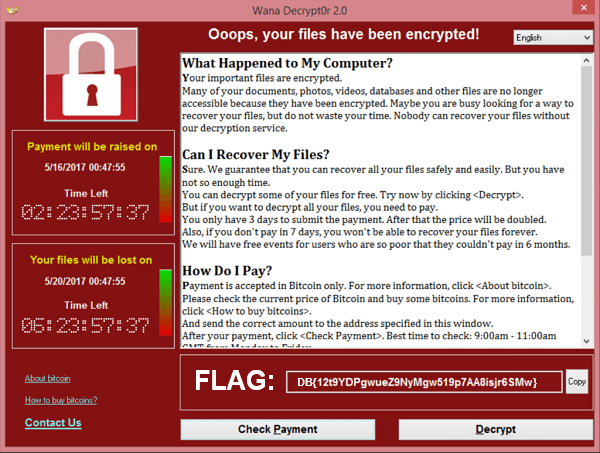 Wana Decrypt0r 2.0
Ooops, your files have been encrypted!
English
Payment will be raised on
5/16/2017 00:47:55
Time Left
02:23:57:37
Your files will be lost on
5/20/2017 00:47:55
Time Left
06:23:57:37
About bitcoin
How to buy bitcoins?
Contact Us
What Happened to My Computer?
Your important files are encrypted.
Many of your documents, photos, videos, databases and other files are no longer
accessible because they have been encrypted. Maybe you are busy looking for a way to
recover your files, but do not waste your time. Nobody can recover your files without
our decryption service.
Can I Recover My Files?
Sure. We guarantee that you can recover all your files safely and easily. But you have
not so enough time.
You can decrypt some of your files for free. Try now by clicking <Decrypt>.
But if you want to decrypt all your files, you need to pay.
You only have 3 days to submit the payment. After that the price will be doubled.
Also, if you don't pay in 7 days, you won't be able to recover your files forever.
We will have free events for users who are so poor that they couldn't pay in 6 months.
How Do I Pay?
Payment is accepted in Bitcoin only. For more information, click <About bitcoin>.
Please check the current price of Bitcoin and buy some bitcoins. For more information,
click <How to buy bitcoins>.
And send the correct amount to the address specified in this window.
After your payment, click <Check Payment>. Best time to check: 9:00am - 11:00am
GMT from Monday to Friday.
FLAG:
DB{12t9YDPgwueZ9NyMgw519p7AA8isjr6SMw}
Copy
Check Payment
Decrypt